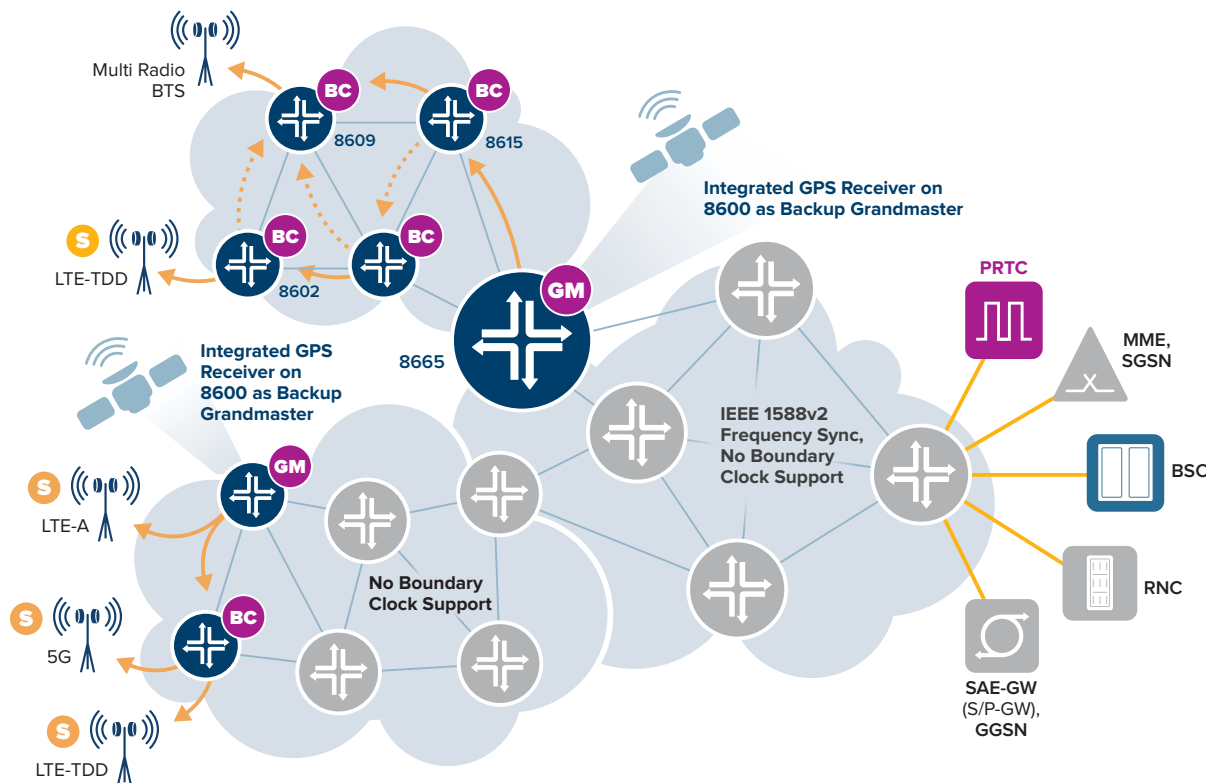 Multi Radio
BTS
BC
BC
8609
8615
Integrated GPS Receiver on
8600 as Backup Grandmaster
S
LTE-TDD
BC
BC
8602
GM
8665
PRTC
MME,
SGSN
Integrated GPS
Receiver on
8600 as Backup
Grandmaster
IEEE 1588v2
Frequency Sync,
No Boundary
Clock Support
BSC
GM
S
LTE-A
No Boundary
Clock Support
RNC
BC
S
5G
SAE-GW
(S/P-GW),
GGSN
S
LTE-TDD
X